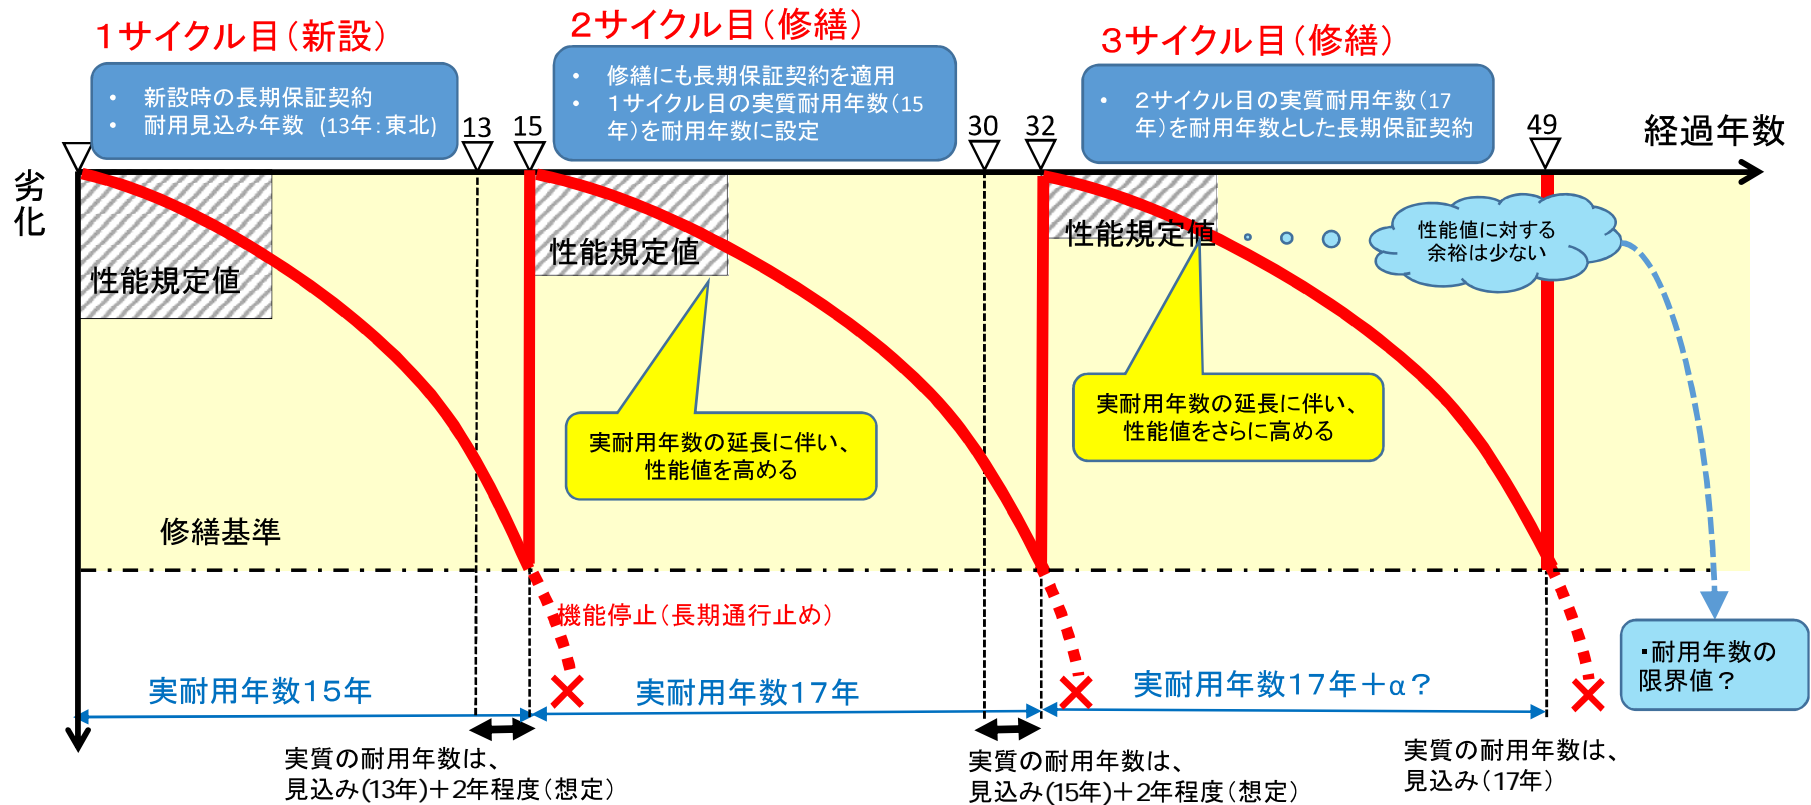 １サイクル目（新設）
２サイクル目（修繕）
３サイクル目（修繕）
• 新設時の長期保証契約
• 耐用見込み年数 (13年：東北)
• 修繕にも長期保証契約を適用
• １サイクル目の実質耐用年数（15
年）を耐用年数に設定
• ２サイクル目の実質耐用年数（17
年）を耐用年数とした長期保証契約
13
15
30
32
49
経過年数
劣化
性能規定値
性能規定値
性能規定値
性能値に対する
余裕は少ない
実耐用年数の延長に伴い、
性能値を高める
実耐用年数の延長に伴い、
性能値をさらに高める
修繕基準
機能停止（長期通行止め）
・耐用年数の
限界値？
実耐用年数１５年
実耐用年数１７年
実耐用年数１７年＋α？
実質の耐用年数は、
見込み(13年)＋2年程度（想定）
実質の耐用年数は、
見込み(15年)＋2年程度（想定）
実質の耐用年数は、
見込み（17年）